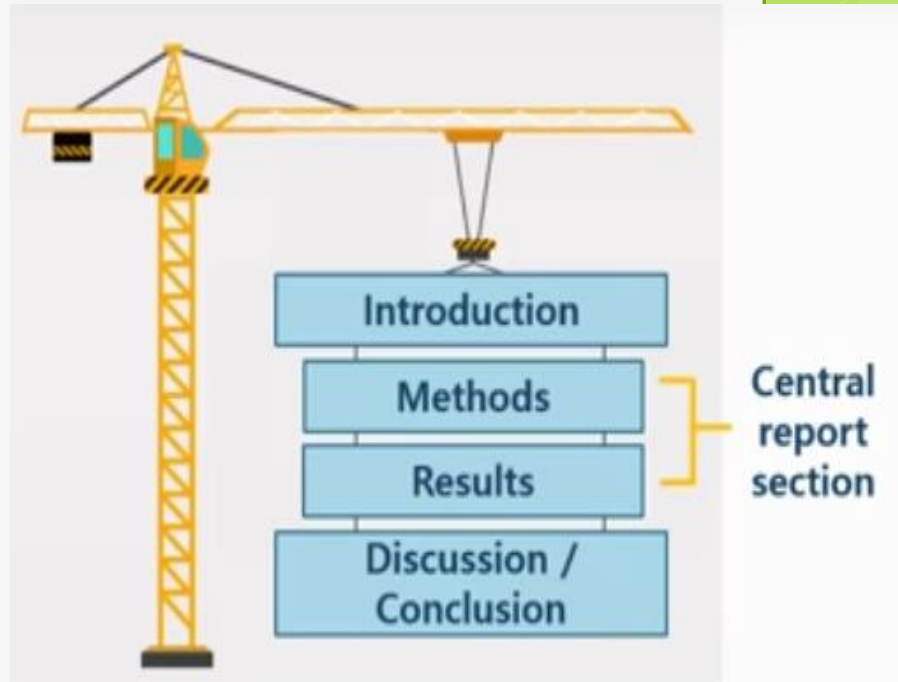 Introduction
Methods
Results
Discussion /
Conclusion
Central
report
section